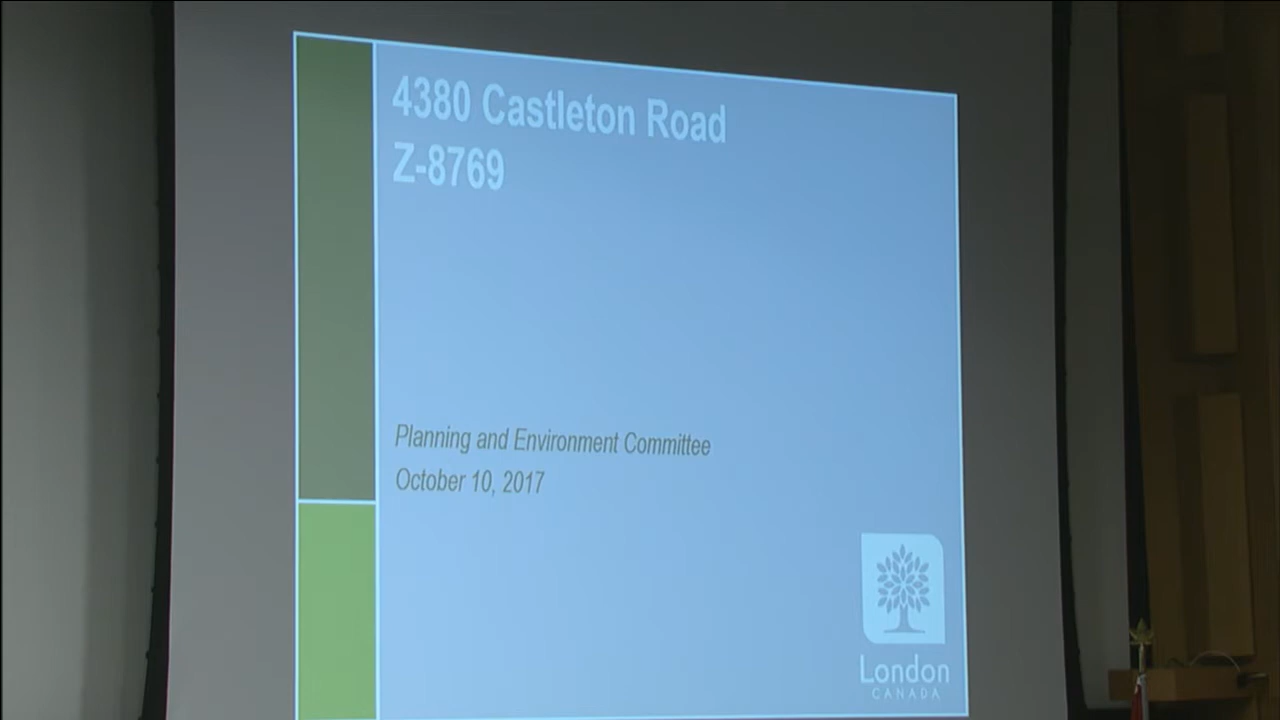 4380 Castleton Road
Z-8769
Planning and Environment Committee
October 10, 2017
London
CANADA